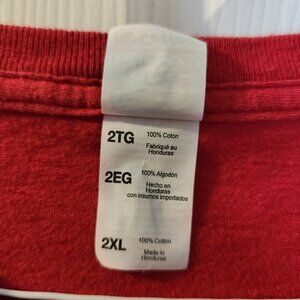 2TG 100% Coton
Fabriqué au
Honduras
2EG 100% Algodón
Hecho en
Honduras
con insumos importados
2XL 100% Cotton
Made in
Honduras